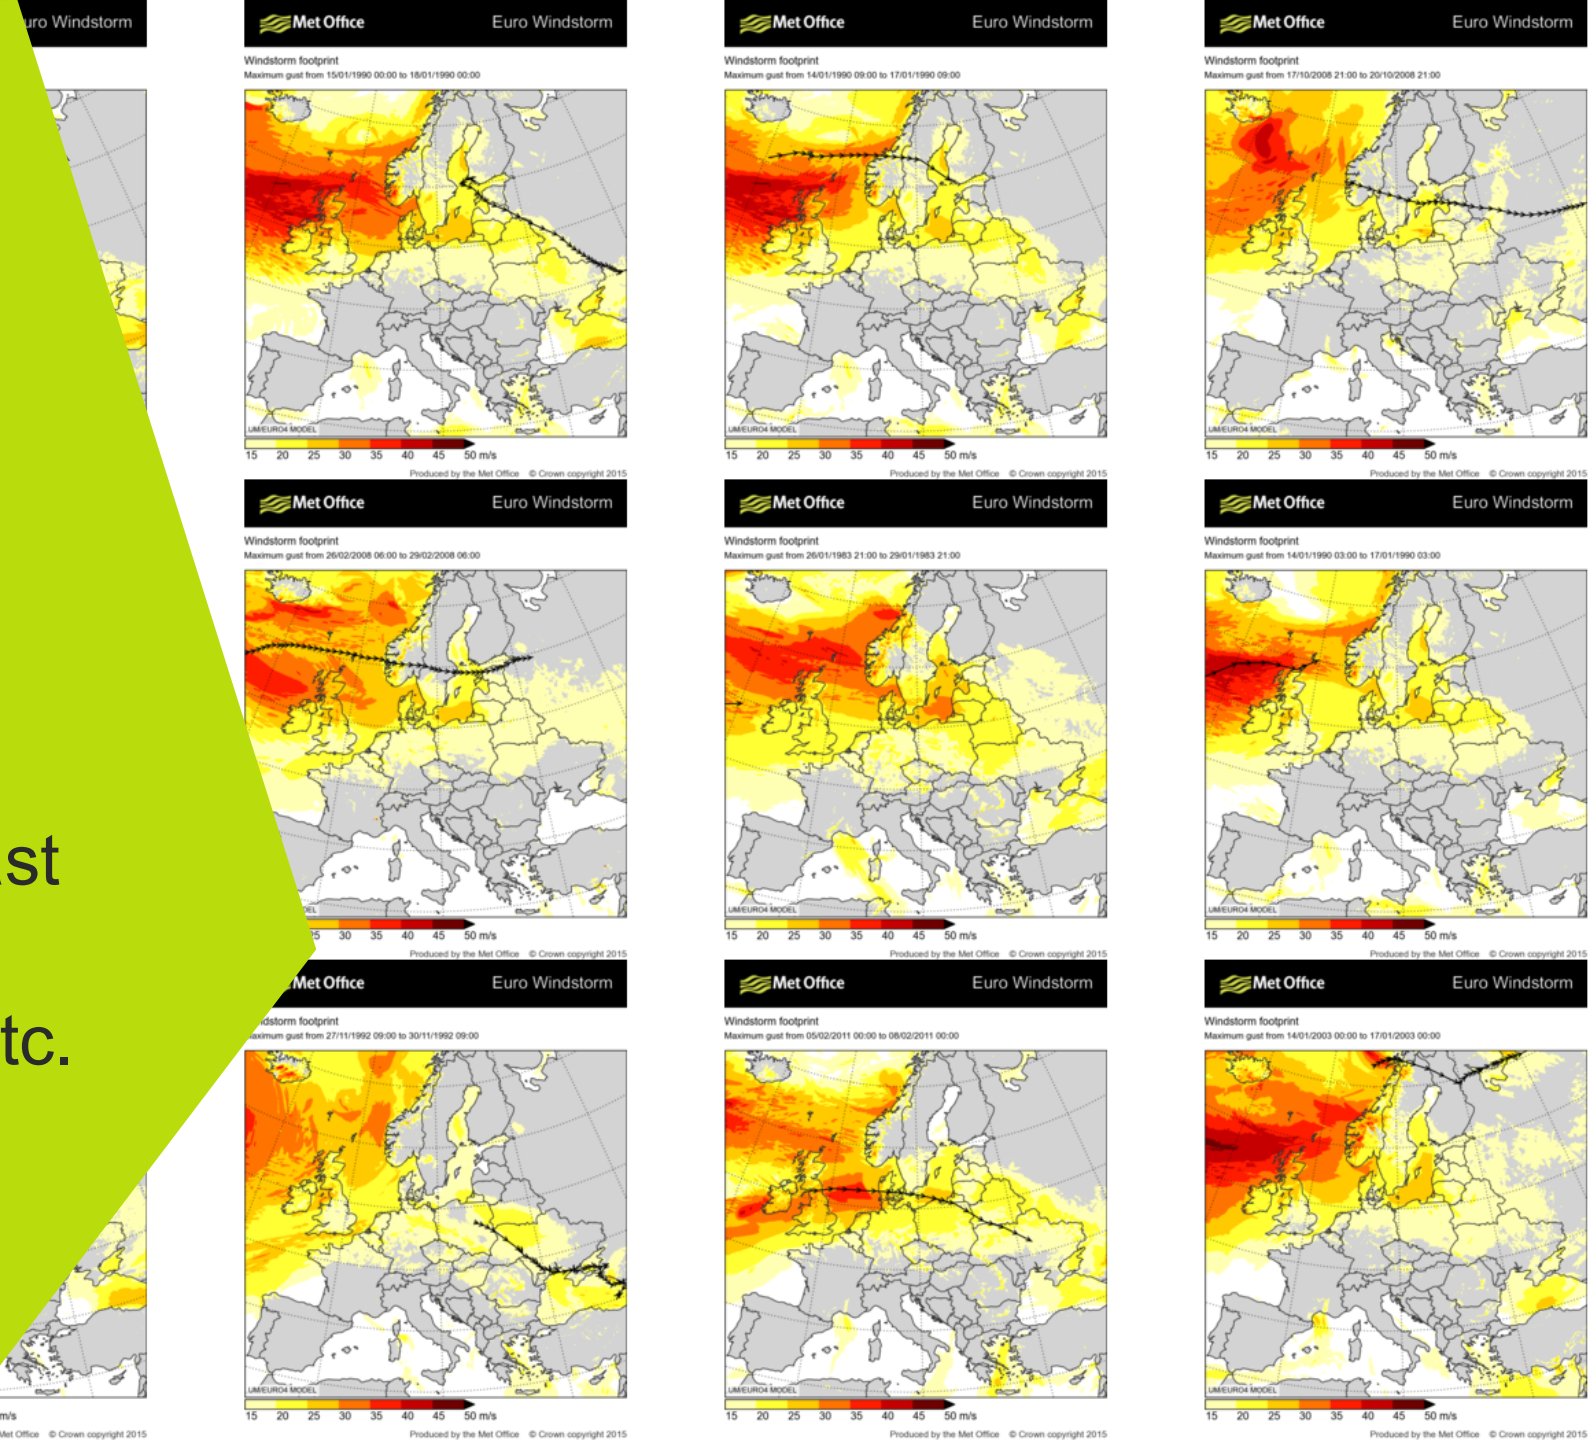 uro Windstorm
Met Office Euro Windstorm
Windstorm footprint
Maximum gust from 15/01/1990 00:00 to 18/01/1990 00:00
UM/EURO4 MODEL
15 20 25 30 35 40 45 50 m/s
Produced by the Met Office © Crown copyright 2015
Met Office Euro Windstorm
Windstorm footprint
Maximum gust from 14/01/1990 09:00 to 17/01/1990 09:00
UM/EURO4 MODEL
15 20 25 30 35 40 45 50 m/s
Produced by the Met Office © Crown copyright 2015
Met Office Euro Windstorm
Windstorm footprint
Maximum gust from 17/10/2008 21:00 to 20/10/2008 21:00
UM/EURO4 MODEL
15 20 25 30 35 40 45 50 m/s
Produced by the Met Office © Crown copyright 2015
Met Office Euro Windstorm
Windstorm footprint
Maximum gust from 26/02/2008 06:00 to 29/02/2008 06:00
EL
30 35 40 45 50 m/s
Produced by the Met Office © Crown copyright 2015
Met Office Euro Windstorm
Windstorm footprint
Maximum gust from 26/01/1983 21:00 to 29/01/1983 21:00
UM/EURO4 MODEL
15 20 25 30 35 40 45 50 m/s
Produced by the Met Office © Crown copyright 2015
Met Office Euro Windstorm
Windstorm footprint
Maximum gust from 14/01/1990 03:00 to 17/01/1990 03:00
UM/EURO4 MODEL
15 20 25 30 35 40 45 50 m/s
Produced by the Met Office © Crown copyright 2015
st
tc.
Met Office Euro Windstorm
dstorm footprint
aximum gust from 27/11/1992 09:00 to 30/11/1992 09:00
UM/EURO4 MODEL
15 20 25 30 35 40 45 50 m/s
Produced by the Met Office © Crown copyright 2015
Met Office Euro Windstorm
Windstorm footprint
Maximum gust from 05/02/2011 00:00 to 08/02/2011 00:00
UM/EURO4 MODEL
15 20 25 30 35 40 45 50 m/s
Produced by the Met Office © Crown copyright 2015
Met Office Euro Windstorm
Windstorm footprint
Maximum gust from 14/01/2003 00:00 to 17/01/2003 00:00
UM/EURO4 MODEL
15 20 25 30 35 40 45 50 m/s
Produced by the Met Office © Crown copyright 2015
m/s
Met Office © Crown copyright 2015